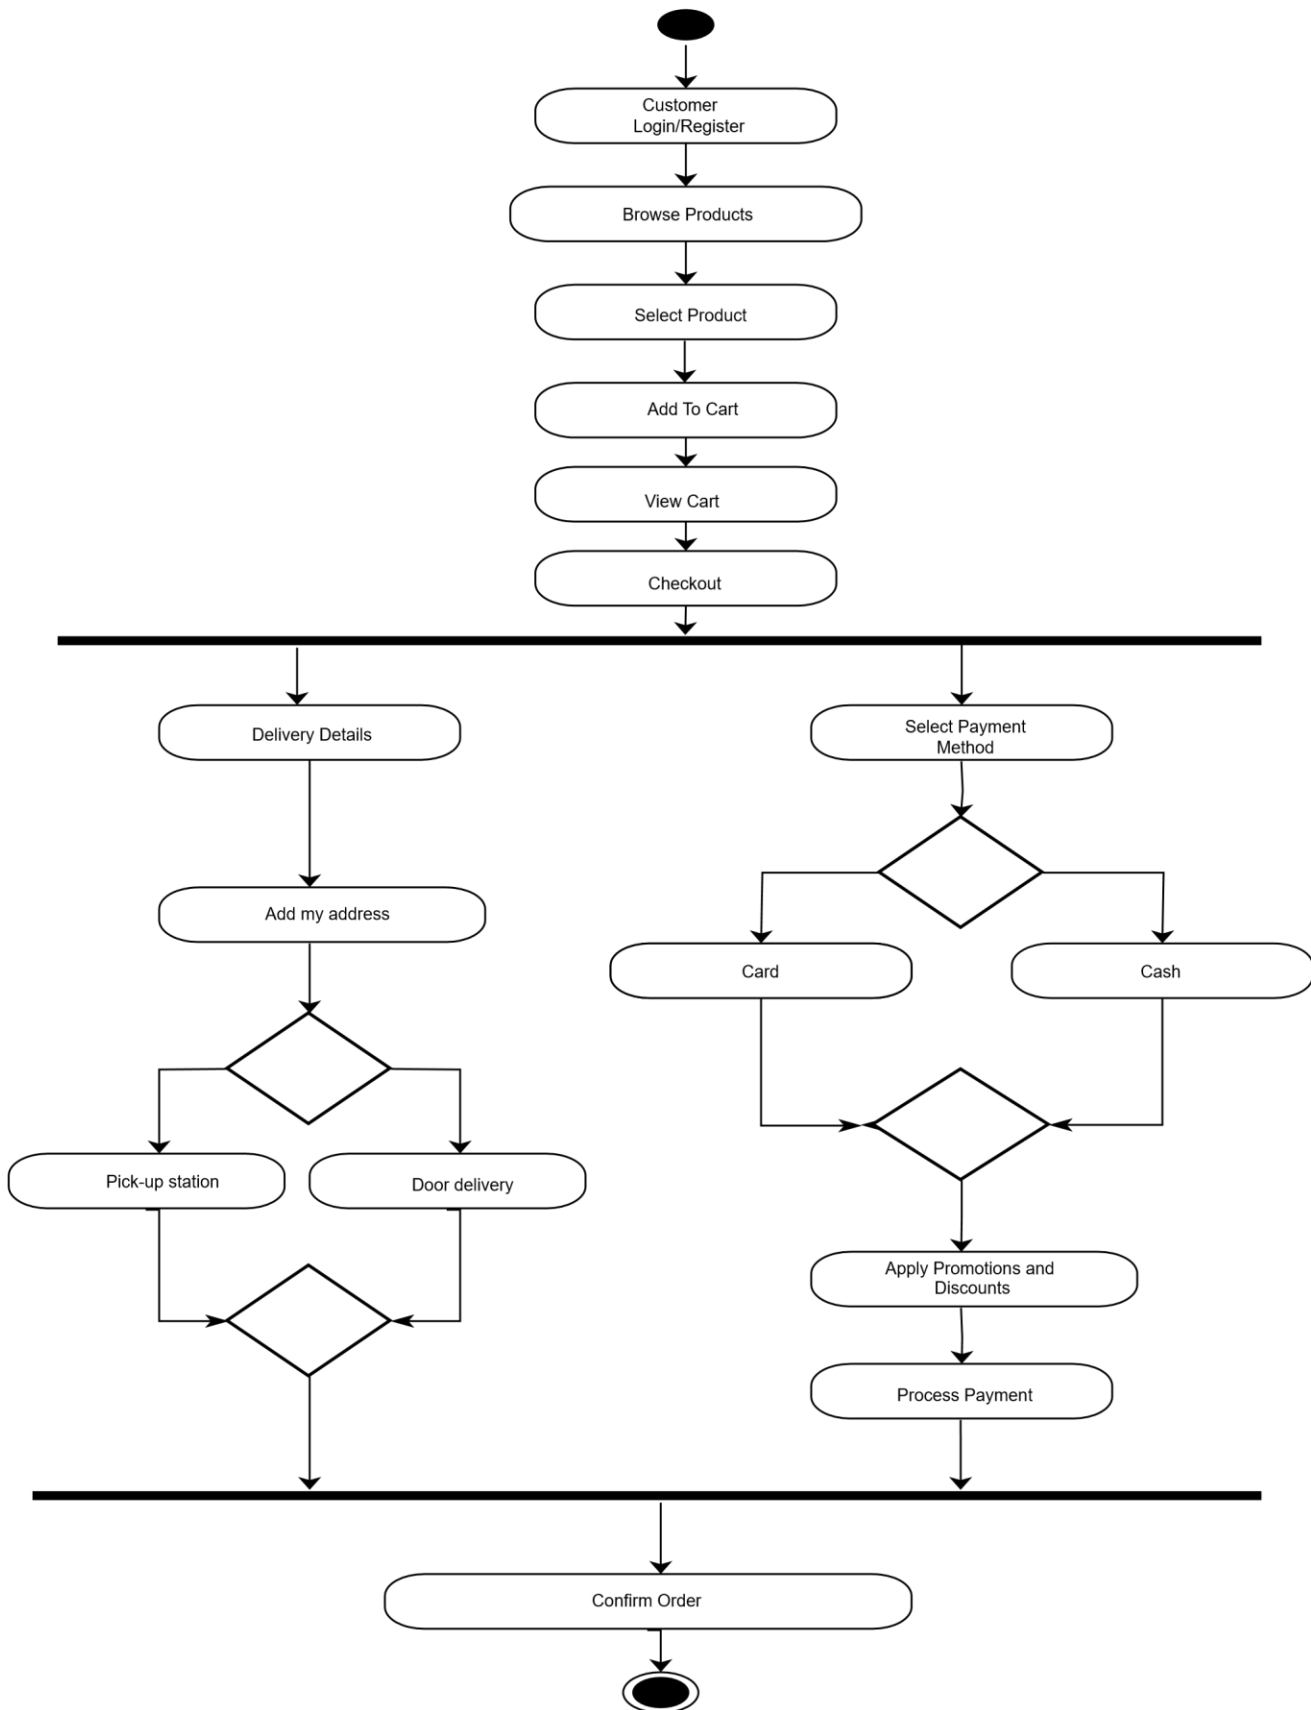 Customer
Login/Register
Browse Products
Select Product
Add To Cart
View Cart
Checkout
Delivery Details
Select Payment
Method
Add my address
Card
Cash
Pick-up station
Door delivery
Apply Promotions and
Discounts
Process Payment
Confirm Order